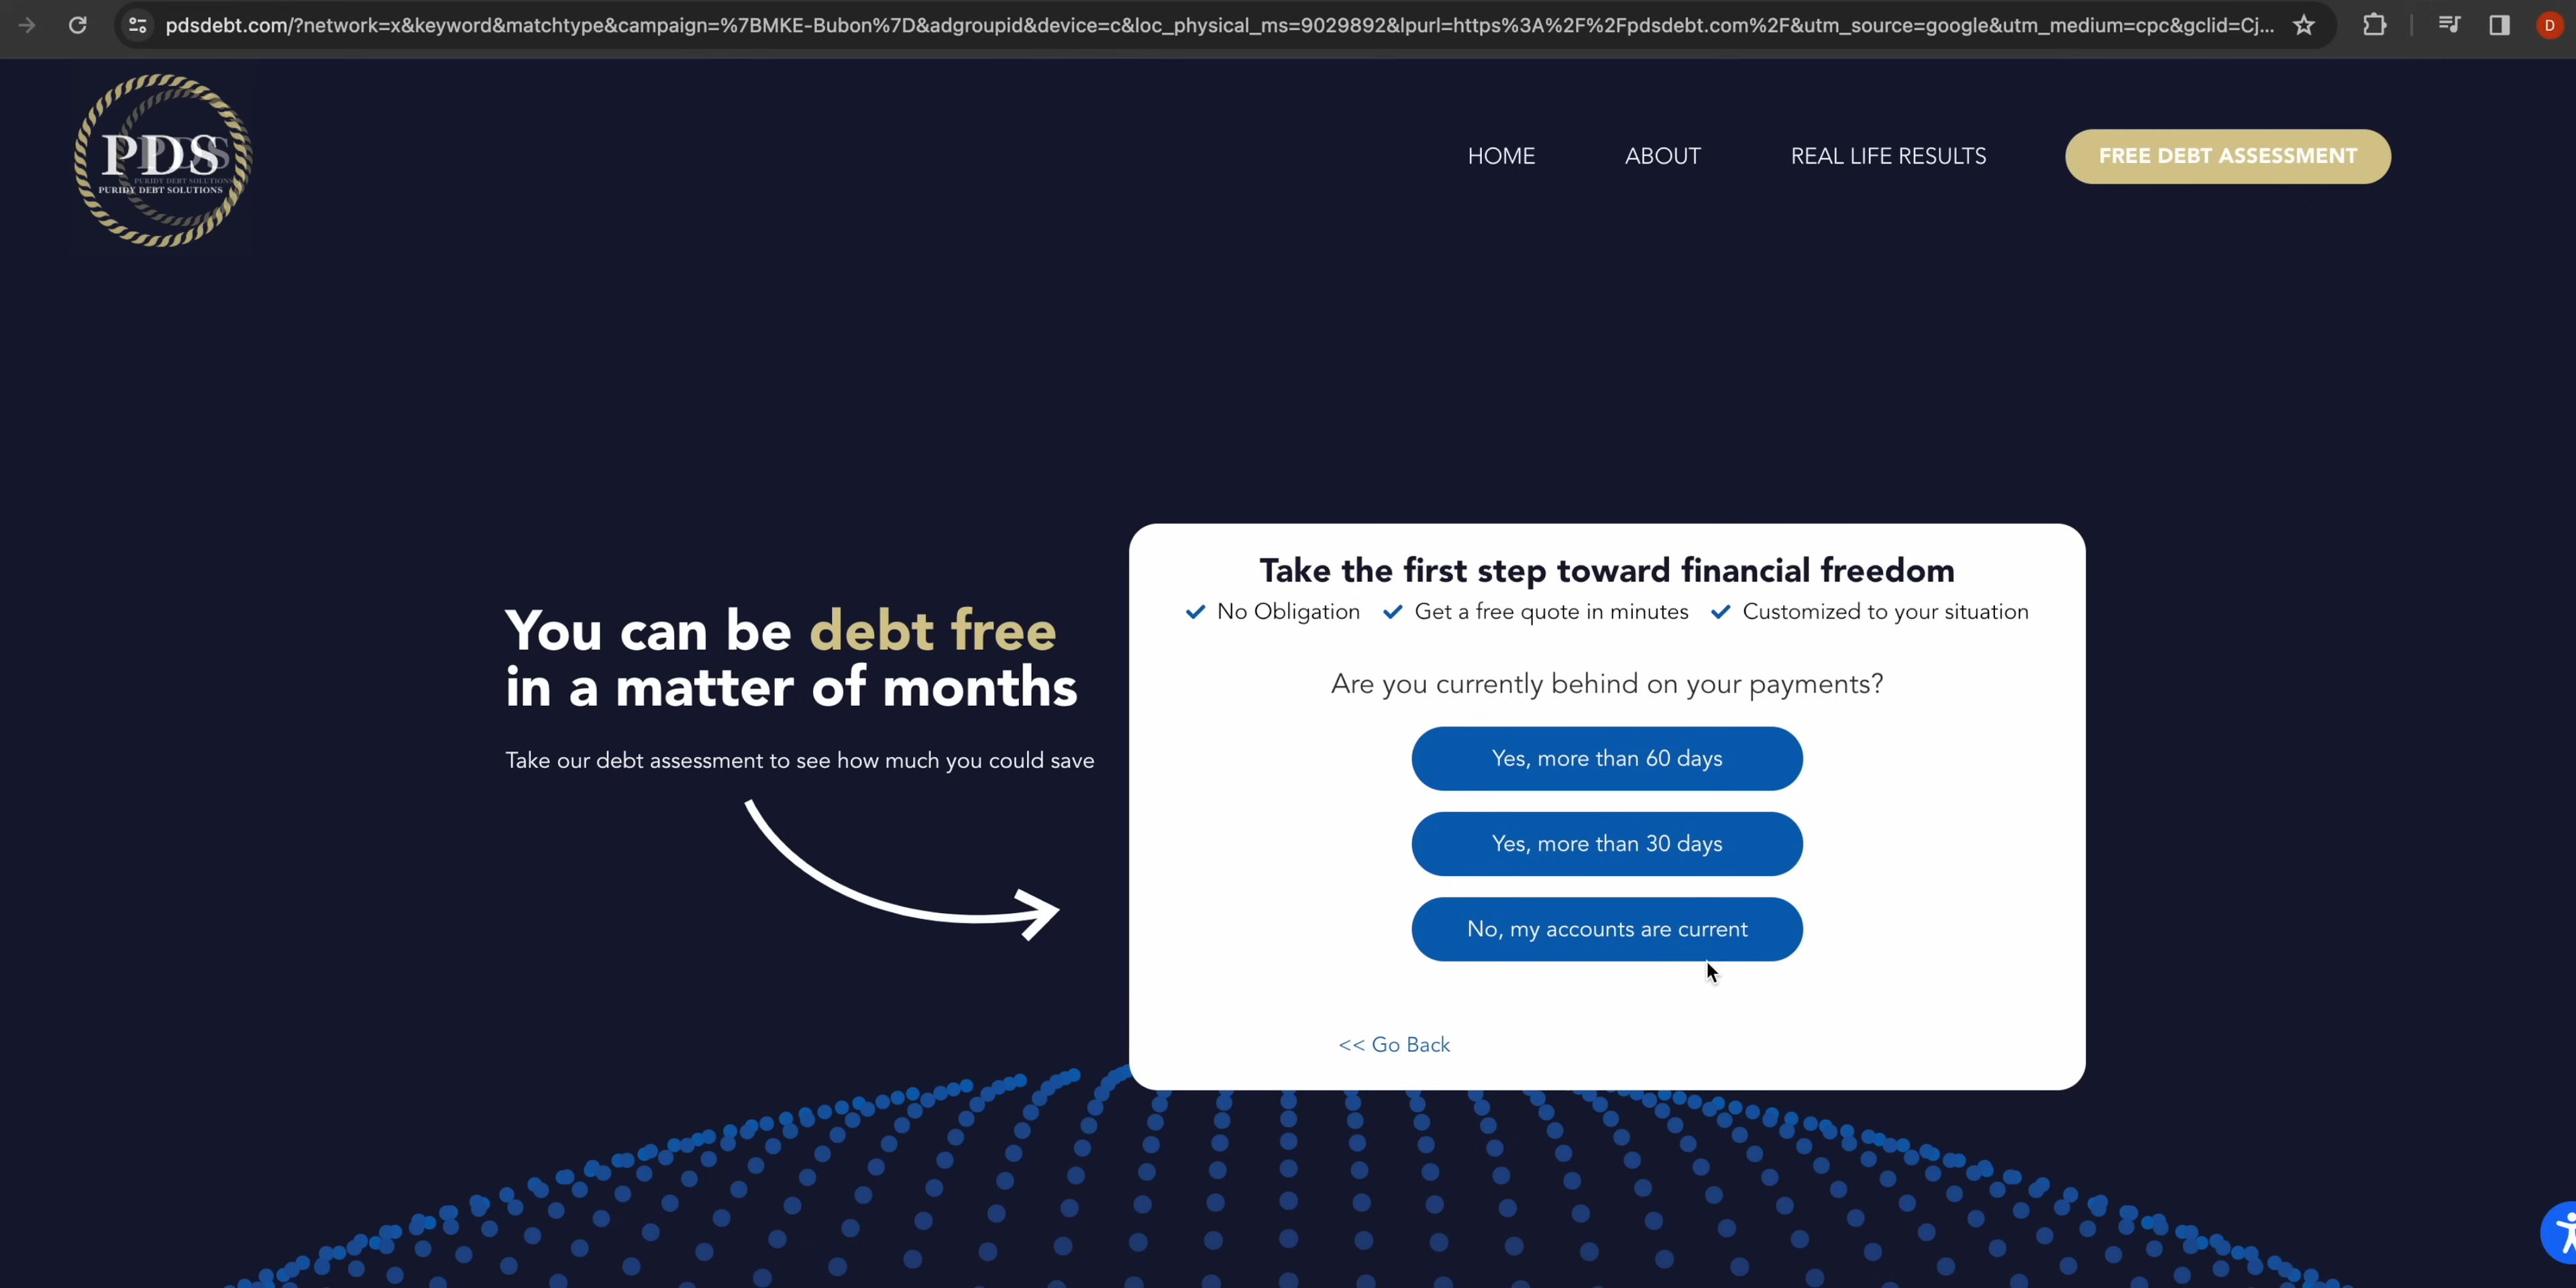 pdsdebt.com/?network=x&keyword&matchtype&campaign=%7BMKE-Bubon%7D&adgroupid&device=c&loc_physical_ms=9029892&lpurl=https%3A%2F%2Fpdsdebt.com%2F&utm_source=google&utm_medium=cpc&gclid=Cj...
D
PDS
PURIDY DEBT SOLUTIONS
PURIDY DEBT SOLUTIONS
HOME
ABOUT
REAL LIFE RESULTS
FREE DEBT ASSESSMENT
You can be debt free
in a matter of months
Take our debt assessment to see how much you could save
Take the first step toward financial freedom
No Obligation
Get a free quote in minutes
Customized to your situation
Are you currently behind on your payments?
Yes, more than 60 days
Yes, more than 30 days
No, my accounts are current
<< Go Back